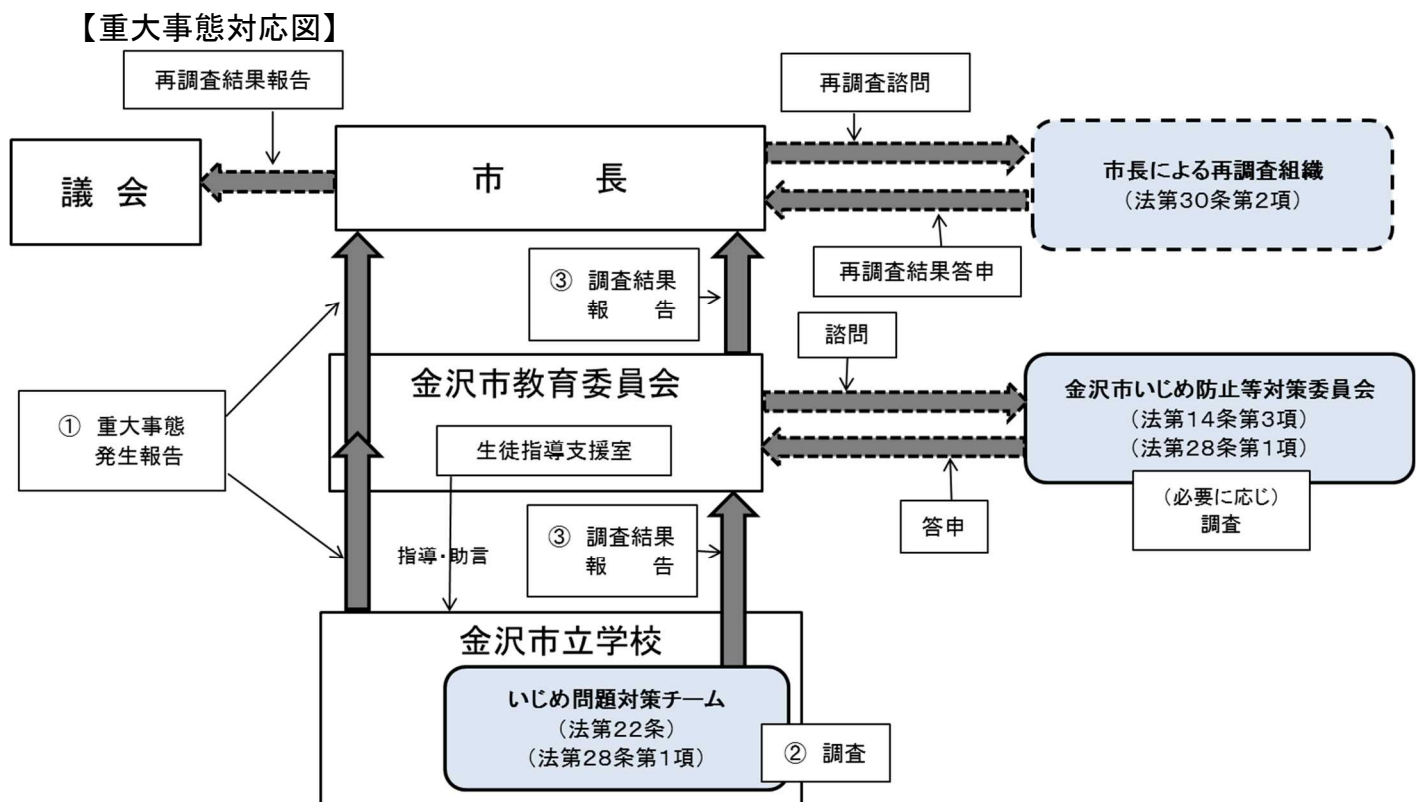 【重大事態対応図】
再調査結果報告
再調査諮問
議 会
市 長
市長による再調査組織
（法第30条第2項）
再調査結果答申
③ 調査結果
報 告
諮問
① 重大事態
発生報告
金沢市教育委員会
生徒指導支援室
金沢市いじめ防止等対策委員会
（法第14条第3項）
（法第28条第1項）
（必要に応じ）
調査
答申
指導・助言
③ 調査結果
報 告
金沢市立学校
いじめ問題対策チーム
（法第22条）
（法第28条第1項）
② 調査